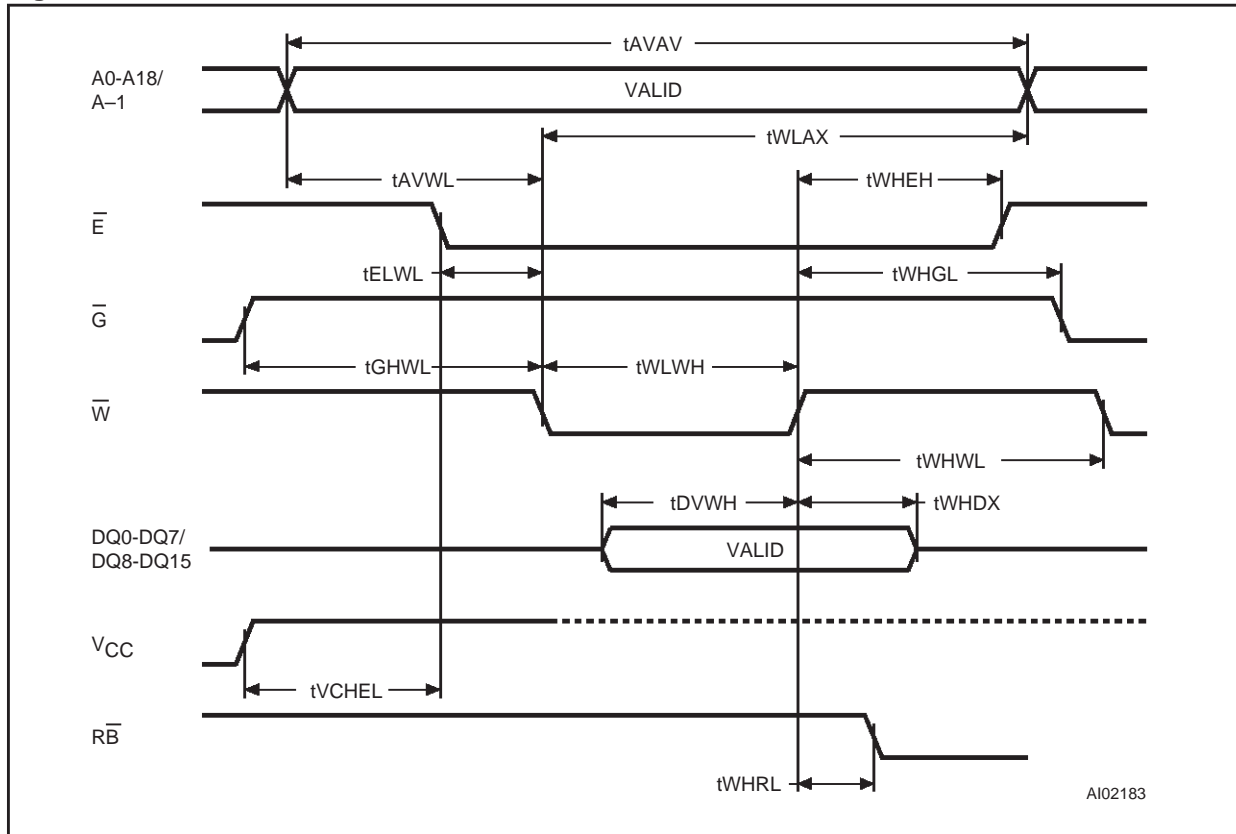 tAVAV
A0-A18/
A–1
VALID
tWLAX
tAVWL
tWHEH
E̅
tELWL
tWHGL
G̅
tGHWL
tWLWH
W̅
tWHWL
tDVWH
tWHDX
DQ0-DQ7/
DQ8-DQ15
VALID
VCC
tVCHEL
RB̅
tWHRL
AI02183